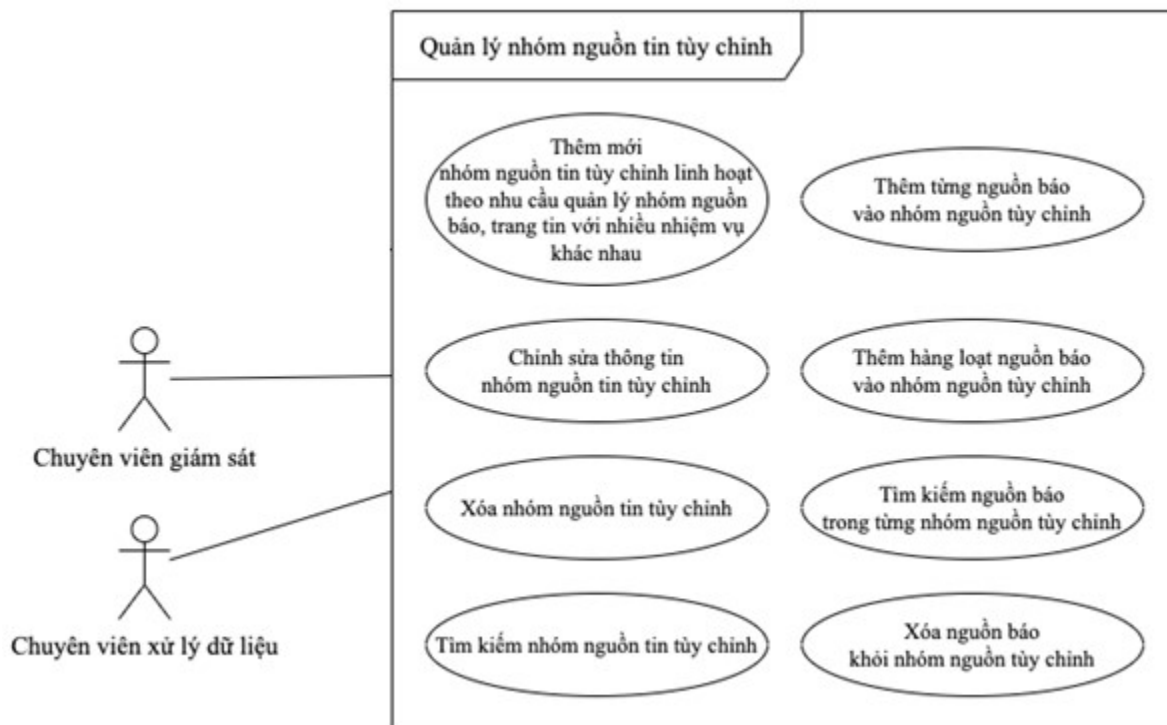 Quản lý nhóm nguồn tin tùy chỉnh
Thêm mới
nhóm nguồn tin tùy chỉnh linh hoạt
theo nhu cầu quản lý nhóm nguồn
báo, trang tin với nhiều nhiệm vụ
khác nhau
Thêm từng nguồn báo
vào nhóm nguồn tùy chỉnh
Chỉnh sửa thông tin
nhóm nguồn tin tùy chỉnh
Thêm hàng loạt nguồn báo
vào nhóm nguồn tùy chỉnh
Chuyên viên giám sát
Xóa nhóm nguồn tin tùy chỉnh
Tìm kiếm nguồn báo
trong từng nhóm nguồn tùy chỉnh
Chuyên viên xử lý dữ liệu
Tìm kiếm nhóm nguồn tin tùy chỉnh
Xóa nguồn báo
khỏi nhóm nguồn tùy chỉnh